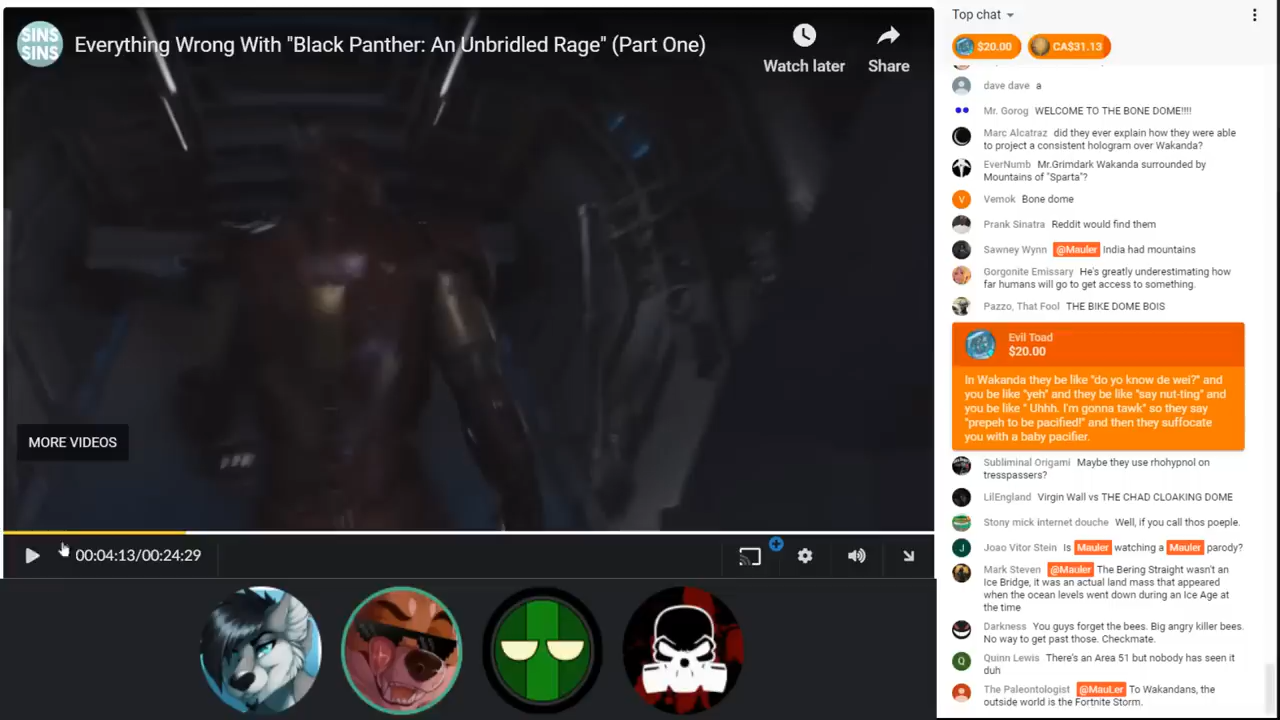 SINS
SINS
Everything Wrong With "Black Panther: An Unbridled Rage" (Part One)
Watch later
Share
MORE VIDEOS
00:04:13/00:24:29
Top chat
$20.00
CA$31.13
dave dave a
Mr. Gorog WELCOME TO THE BONE DOME!!!!
Marc Alcatraz did they ever explain how they were able
to project a consistent hologram over Wakanda?
EverNumb Mr.Grimdark Wakanda surrounded by
Mountains of "Sparta"?
V
Vemok Bone dome
Prank Sinatra Reddit would find them
Sawney Wynn @Mauler India had mountains
Gorgonite Emissary He's greatly underestimating how
far humans will go to get access to something.
Pazzo, That Fool THE BIKE DOME BOIS
Evil Toad
$20.00
In Wakanda they be like "do yo know de wei?" and
you be like "yeh" and they be like "say nut-ting" and
you be like " Uhhh. I'm gonna tawk" so they say
"prepeh to be pacified!" and then they suffocate
you with a baby pacifier.
Subliminal Origami Maybe they use rhohypnol on
tresspassers?
LilEngland Virgin Wall vs THE CHAD CLOAKING DOME
Stony mick internet douche Well, if you call thos poeple.
J
Joao Vitor Stein Is Mauler watching a Mauler parody?
Mark Steven @Mauler The Bering Straight wasn't an
Ice Bridge, it was an actual land mass that appeared
when the ocean levels went down during an Ice Age at
the time
Darkness You guys forget the bees. Big angry killer bees.
No way to get past those. Checkmate.
Q
Quinn Lewis There's an Area 51 but nobody has seen it
duh
The Paleontologist @MauLer To Wakandans, the
outside world is the Fortnite Storm.